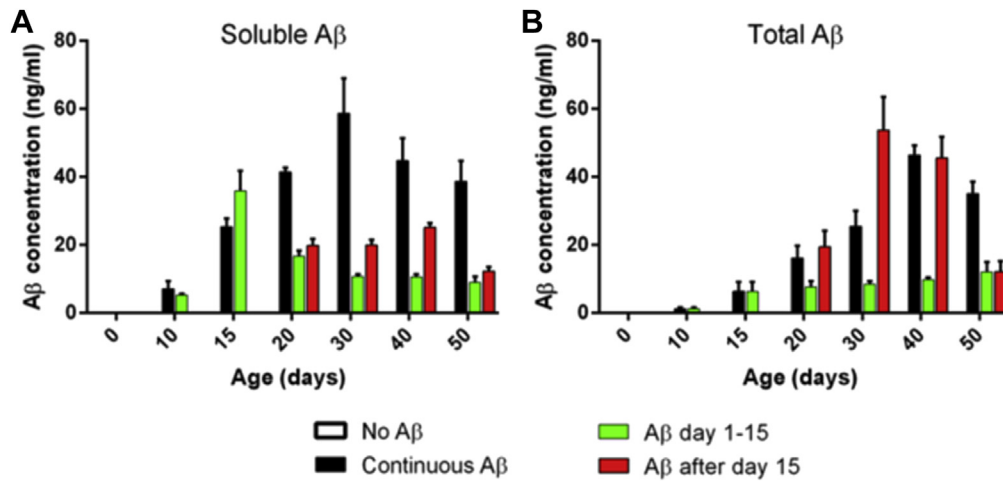 A
Soluble Aβ
Aβ concentration (ng/ml)
80
60
40
20
0
0 10 15 20 30 40 50
Age (days)
B
Total Aβ
Aβ concentration (ng/ml)
80
60
40
20
0
0 10 15 20 30 40 50
Age (days)
No Aβ
Continuous Aβ
Aβ day 1-15
Aβ after day 15